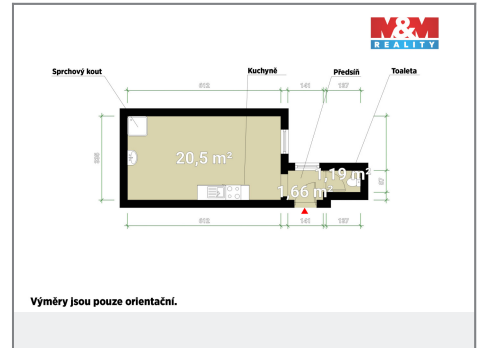 M&M
REALITY
Sprchový kout
Kuchyně
Předsíň
Toaleta
612
141
137
20,5 m²
1,19 m²
1,66 m²
612
141
137
Výměry jsou pouze orientační.